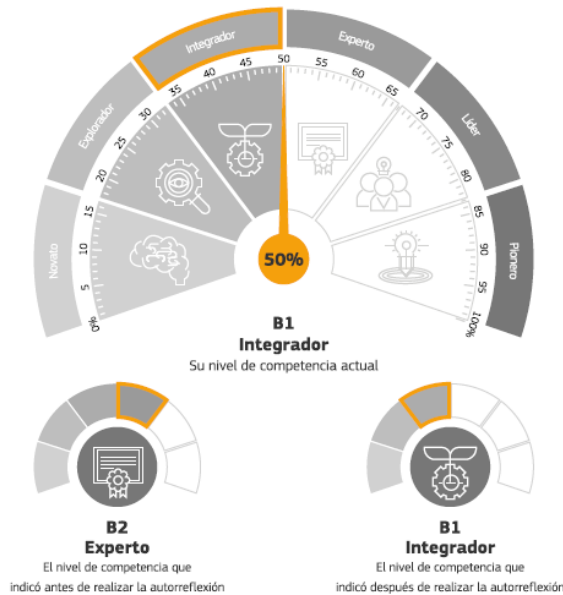 Novato
Explorador
Integrador
Experto
Líder
Pionero
0%
5
10
15
20
25
30
35
40
45
50
55
60
65
70
75
80
85
90
95
100%
50%
B1
Integrador
Su nivel de competencia actual
B2
Experto
El nivel de competencia que
indicó antes de realizar la autorreflexión
B1
Integrador
El nivel de competencia que
indicó después de realizar la autorreflexión